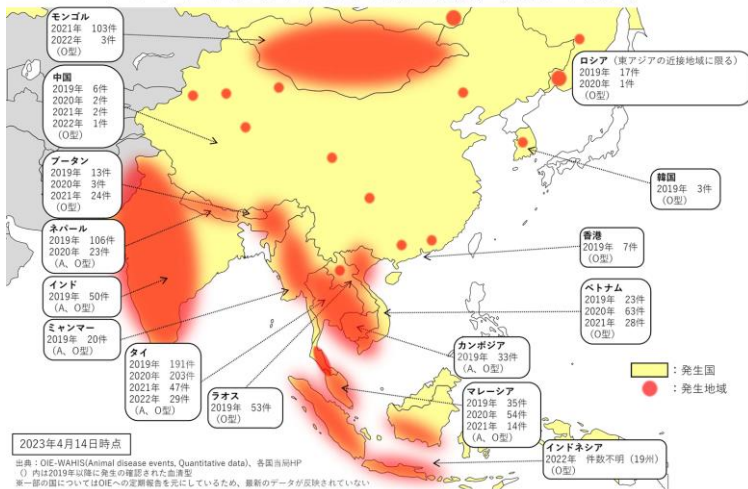 モンゴル
2021年 103件
2022年 3件
(O型)
中国
2019年 6件
2020年 2件
2021年 2件
2022年 1件
(O型)
ブータン
2019年 13件
2020年 3件
2021年 24件
(O型)
ネパール
2019年 106件
2020年 23件
(A、O型)
インド
2019年 50件
(A、O型)
ミャンマー
2019年 20件
(A、O型)
タイ
2019年 191件
2020年 203件
2021年 47件
2022年 29件
(A、O型)
ラオス
2019年 53件
(O型)
ロシア（東アジアの近接地域に限る）
2019年 17件
2020年 1件
(O型)
韓国
2019年 3件
(O型)
香港
2019年 7件
(O型)
ベトナム
2019年 23件
2020年 63件
2021年 28件
(O型)
カンボジア
2019年 33件
(A、O型)
マレーシア
2019年 35件
2020年 54件
2021年 14件
(A、O型)
インドネシア
2022年 件数不明（19州）
(O型)
：発生国
：発生地域
2023年4月14日時点
出典：OIE-WAHIS(Animal disease events, Quantitative data)、各国当局HP
（）内は2019年以降に発生の確認された血清型
※一部の国についてはOIEへの定期報告を元にしているため、最新のデータが反映されていない